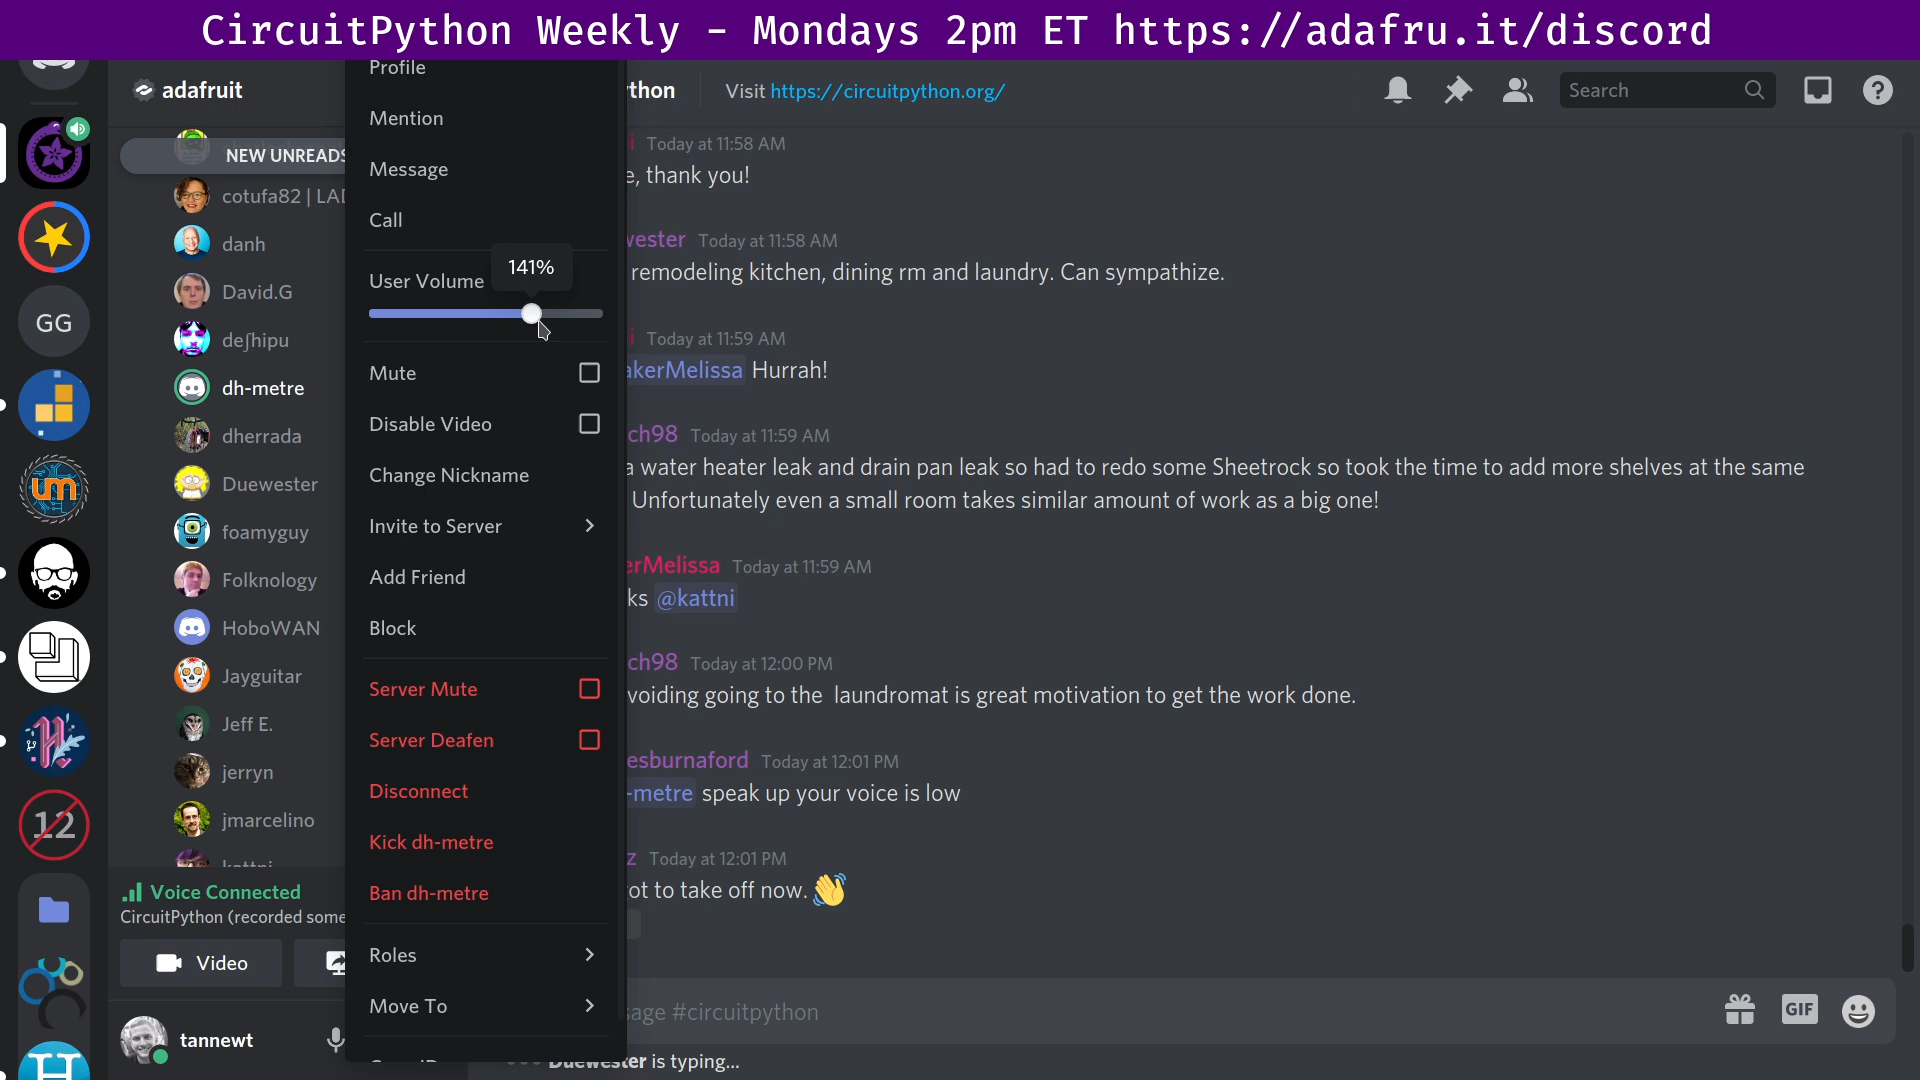 CircuitPython Weekly - Mondays 2pm ET https://adafru.it/discord
adafruit
NEW UNREADS
cotufa82 | LAD
danh
David.G
deʃhipu
dh-metre
dherrada
Duewester
foamyguy
Folknology
HoboWAN
Jayguitar
Jeff E.
jerryn
jmarcelino
kattni
Voice Connected
CircuitPython (recorded some
Video
tannewt
GG
12
Profile
Mention
Message
Call
User Volume
141%
Mute
Disable Video
Change Nickname
Invite to Server
Add Friend
Block
Server Mute
Server Deafen
Disconnect
Kick dh-metre
Ban dh-metre
Roles
Move To
ython
Visit https://circuitpython.org/
Search
i Today at 11:58 AM
e, thank you!
wester Today at 11:58 AM
remodeling kitchen, dining rm and laundry. Can sympathize.
i Today at 11:59 AM
akerMelissa Hurrah!
ch98 Today at 11:59 AM
a water heater leak and drain pan leak so had to redo some Sheetrock so took the time to add more shelves at the same
Unfortunately even a small room takes similar amount of work as a big one!
erMelissa Today at 11:59 AM
ks @kattni
ch98 Today at 12:00 PM
voiding going to the laundromat is great motivation to get the work done.
esburnaford Today at 12:01 PM
-metre speak up your voice is low
z Today at 12:01 PM
ot to take off now. 👋
sage #circuitpython
GIF
Duewester is typing...